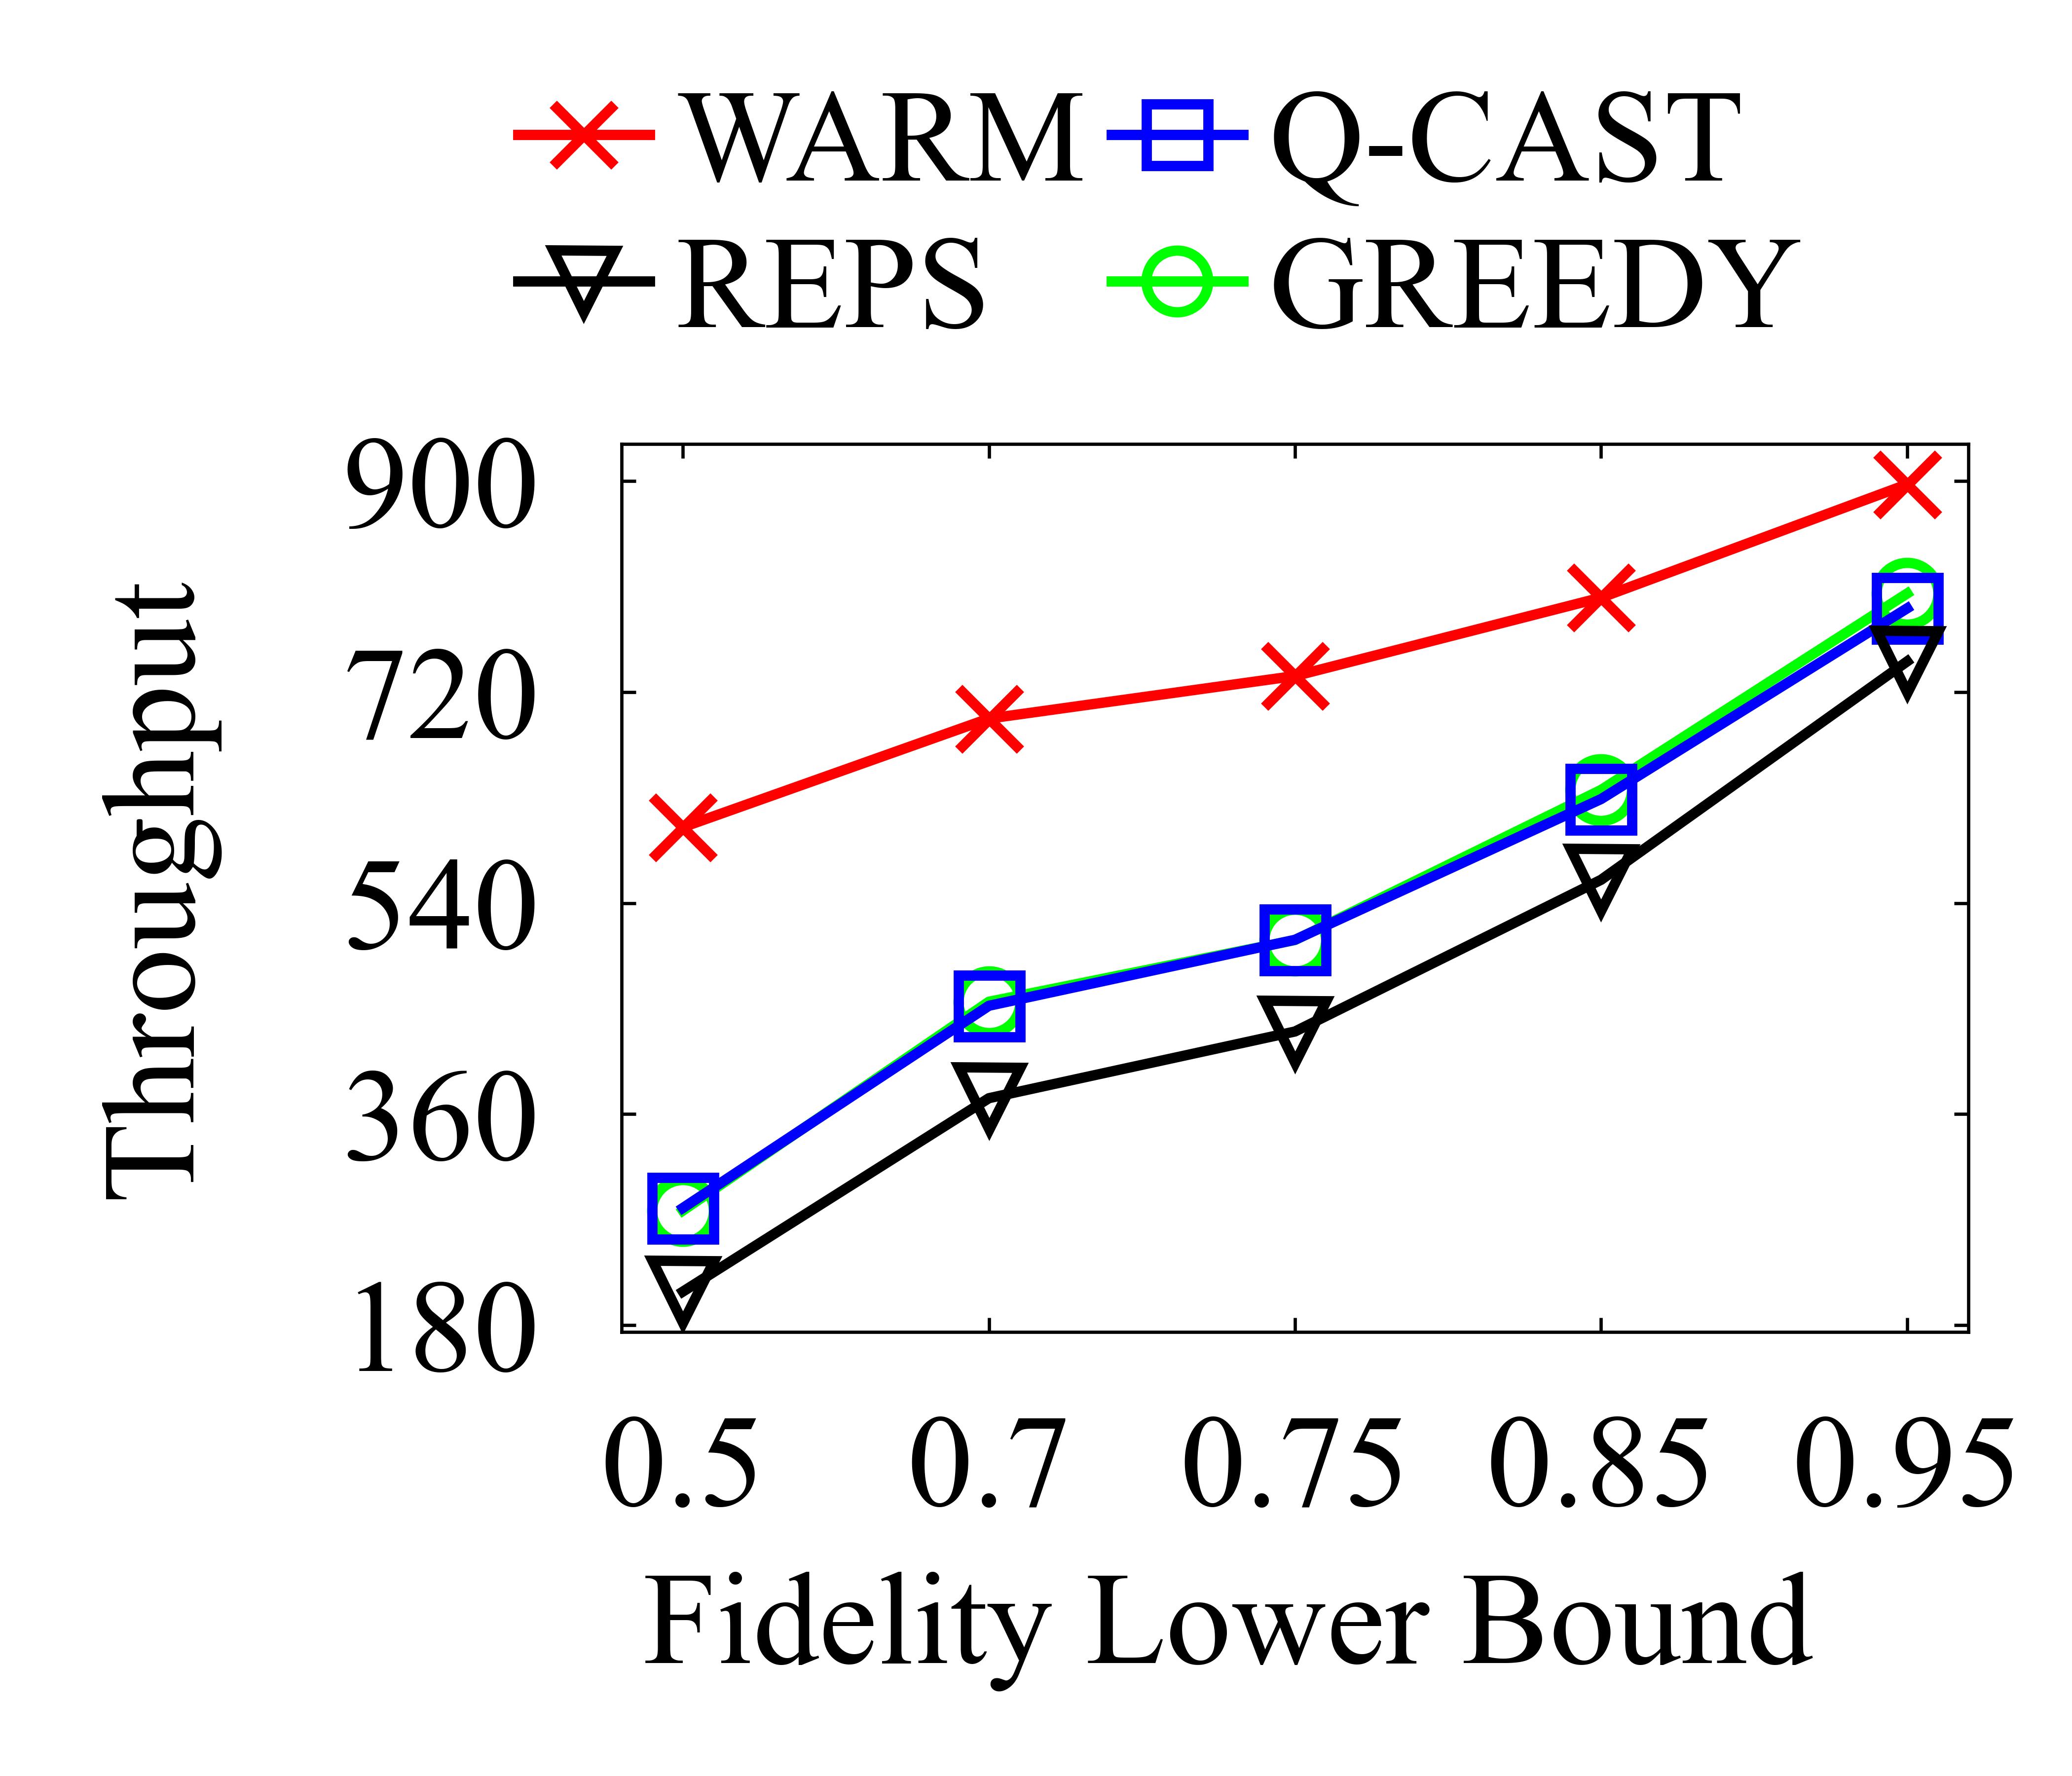 WARM Q-CAST
REPS GREEDY
900
720
540
360
180
Throughput
0.5 0.7 0.75 0.85 0.95
Fidelity Lower Bound